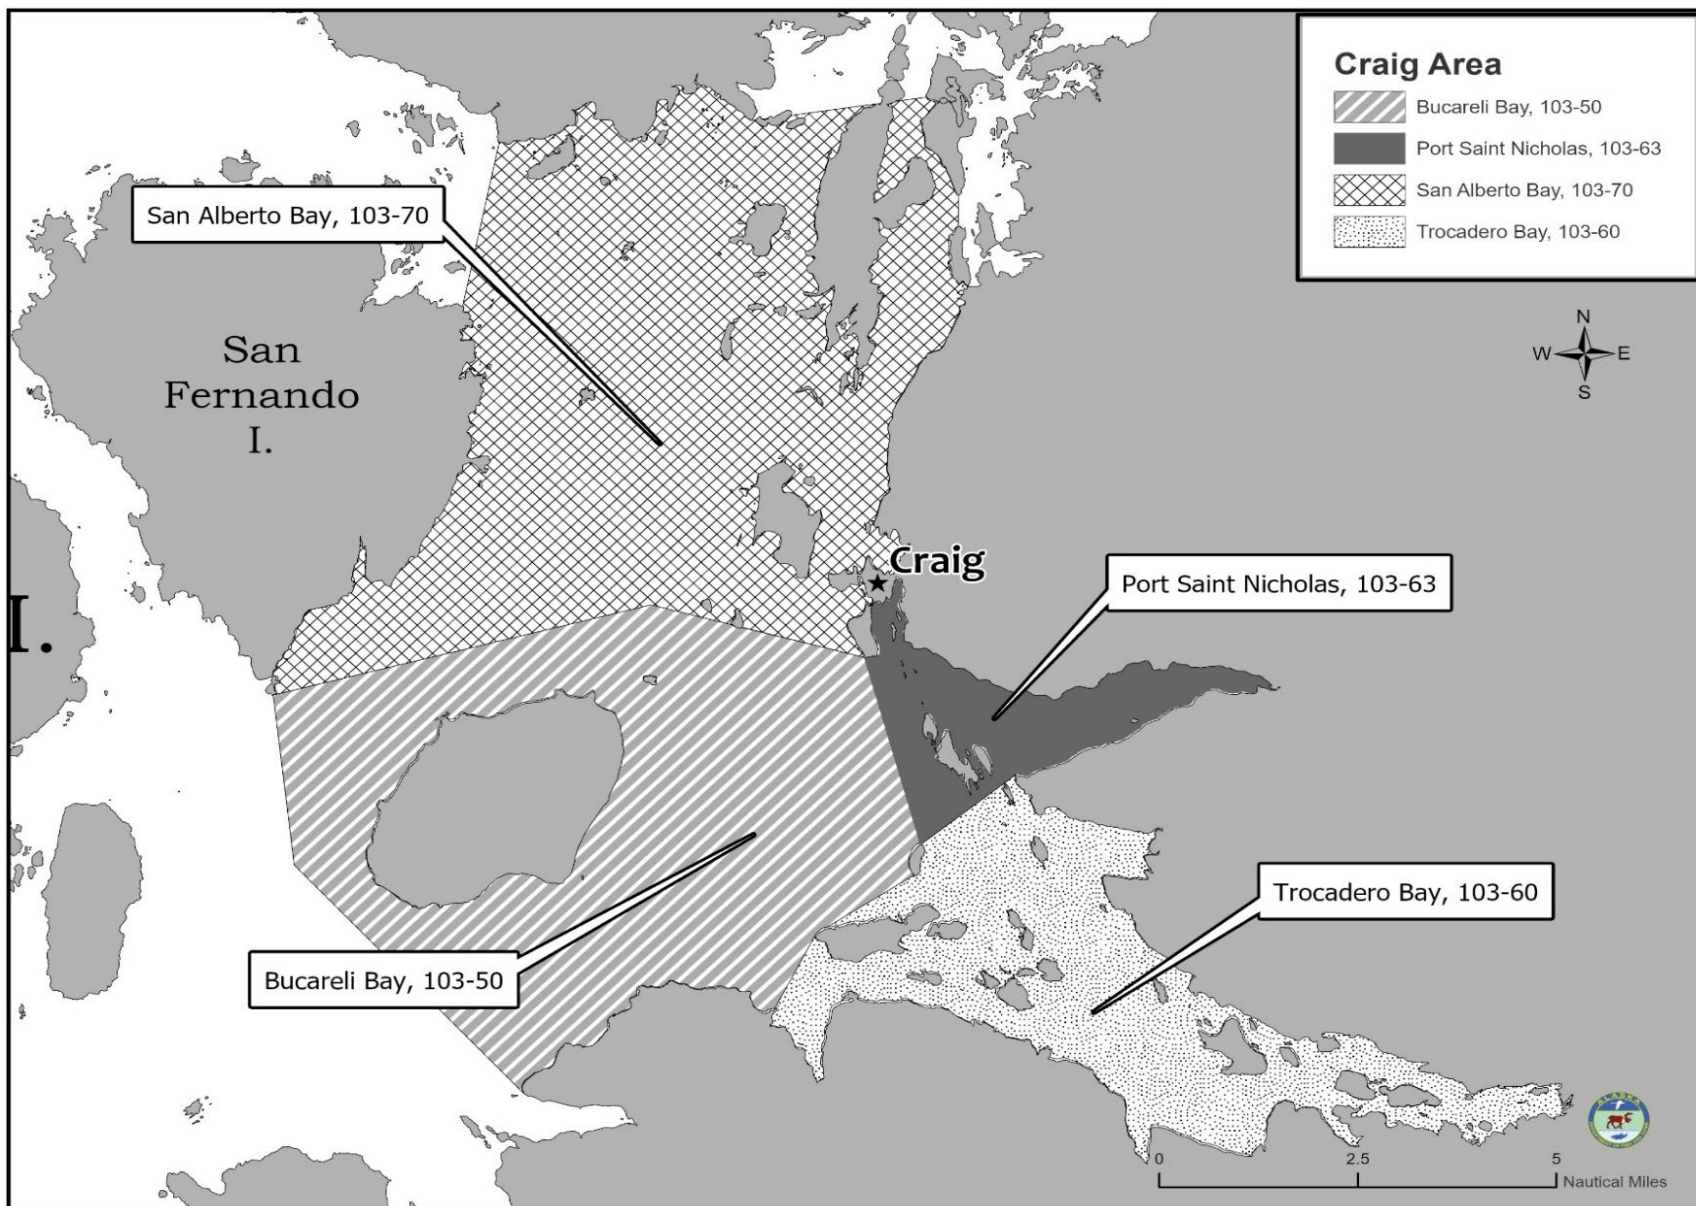 Craig Area
Bucareli Bay, 103-50
Port Saint Nicholas, 103-63
San Alberto Bay, 103-70
Trocadero Bay, 103-60
San Alberto Bay, 103-70
N
W
E
S
San
Fernando
I.
Craig
Port Saint Nicholas, 103-63
I.
Trocadero Bay, 103-60
Bucareli Bay, 103-50
ALASKA
0
2.5
5
Nautical Miles